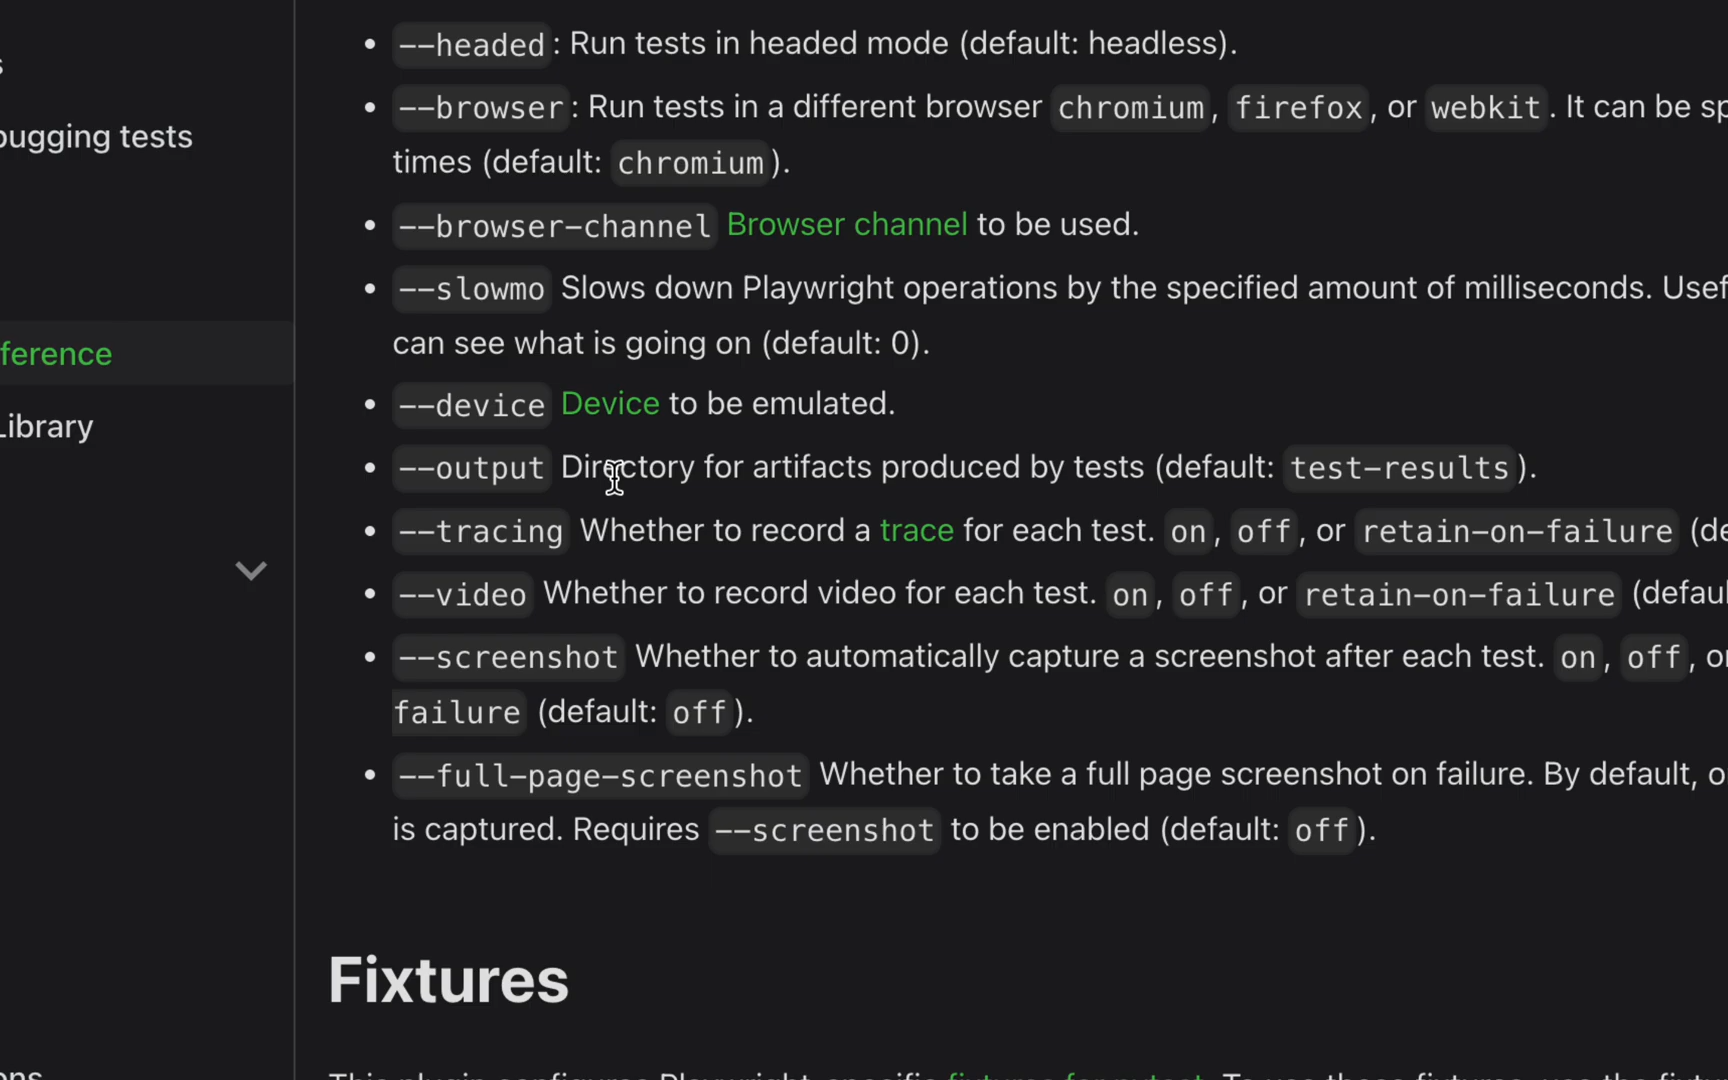 --headed: Run tests in headed mode (default: headless).
--browser: Run tests in a different browser chromium, firefox, or webkit. It can be
bugging tests
times (default: chromium).
--browser-channel Browser channel to be used.
--slowmo Slows down Playwright operations by the specified amount of milliseconds.
ference
can see what is going on (default: 0).
--device Device to be emulated.
Library
--output Directory for artifacts produced by tests (default: test-results).
--tracing Whether to record a trace for each test. on, off, or retain-on-failure
--video Whether to record video for each test. on, off, or retain-on-failure
--screenshot Whether to automatically capture a screenshot after each test. on, off,
failure (default: off).
--full-page-screenshot Whether to take a full page screenshot on failure. By default,
is captured. Requires --screenshot to be enabled (default: off).
Fixtures